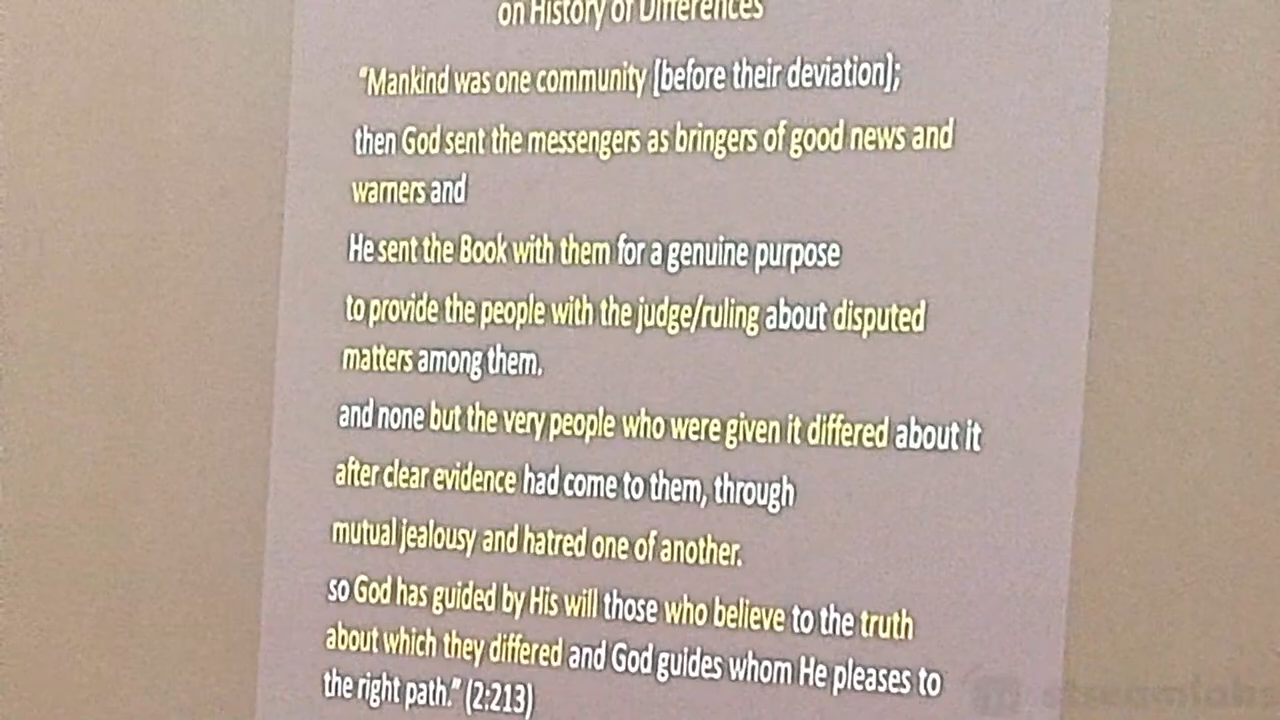 on History of Differences
"Mankind was one community [before their deviation];
then God sent the messengers as bringers of good news and
warners and
He sent the Book with them for a genuine purpose
to provide the people with the judge/ruling about disputed
matters among them.
and none but the very people who were given it differed about it
after clear evidence had come to them, through
mutual jealousy and hatred one of another.
so God has guided by His will those who believe to the truth
about which they differed and God guides whom He pleases to
the right path." (2:213)
streamlabs